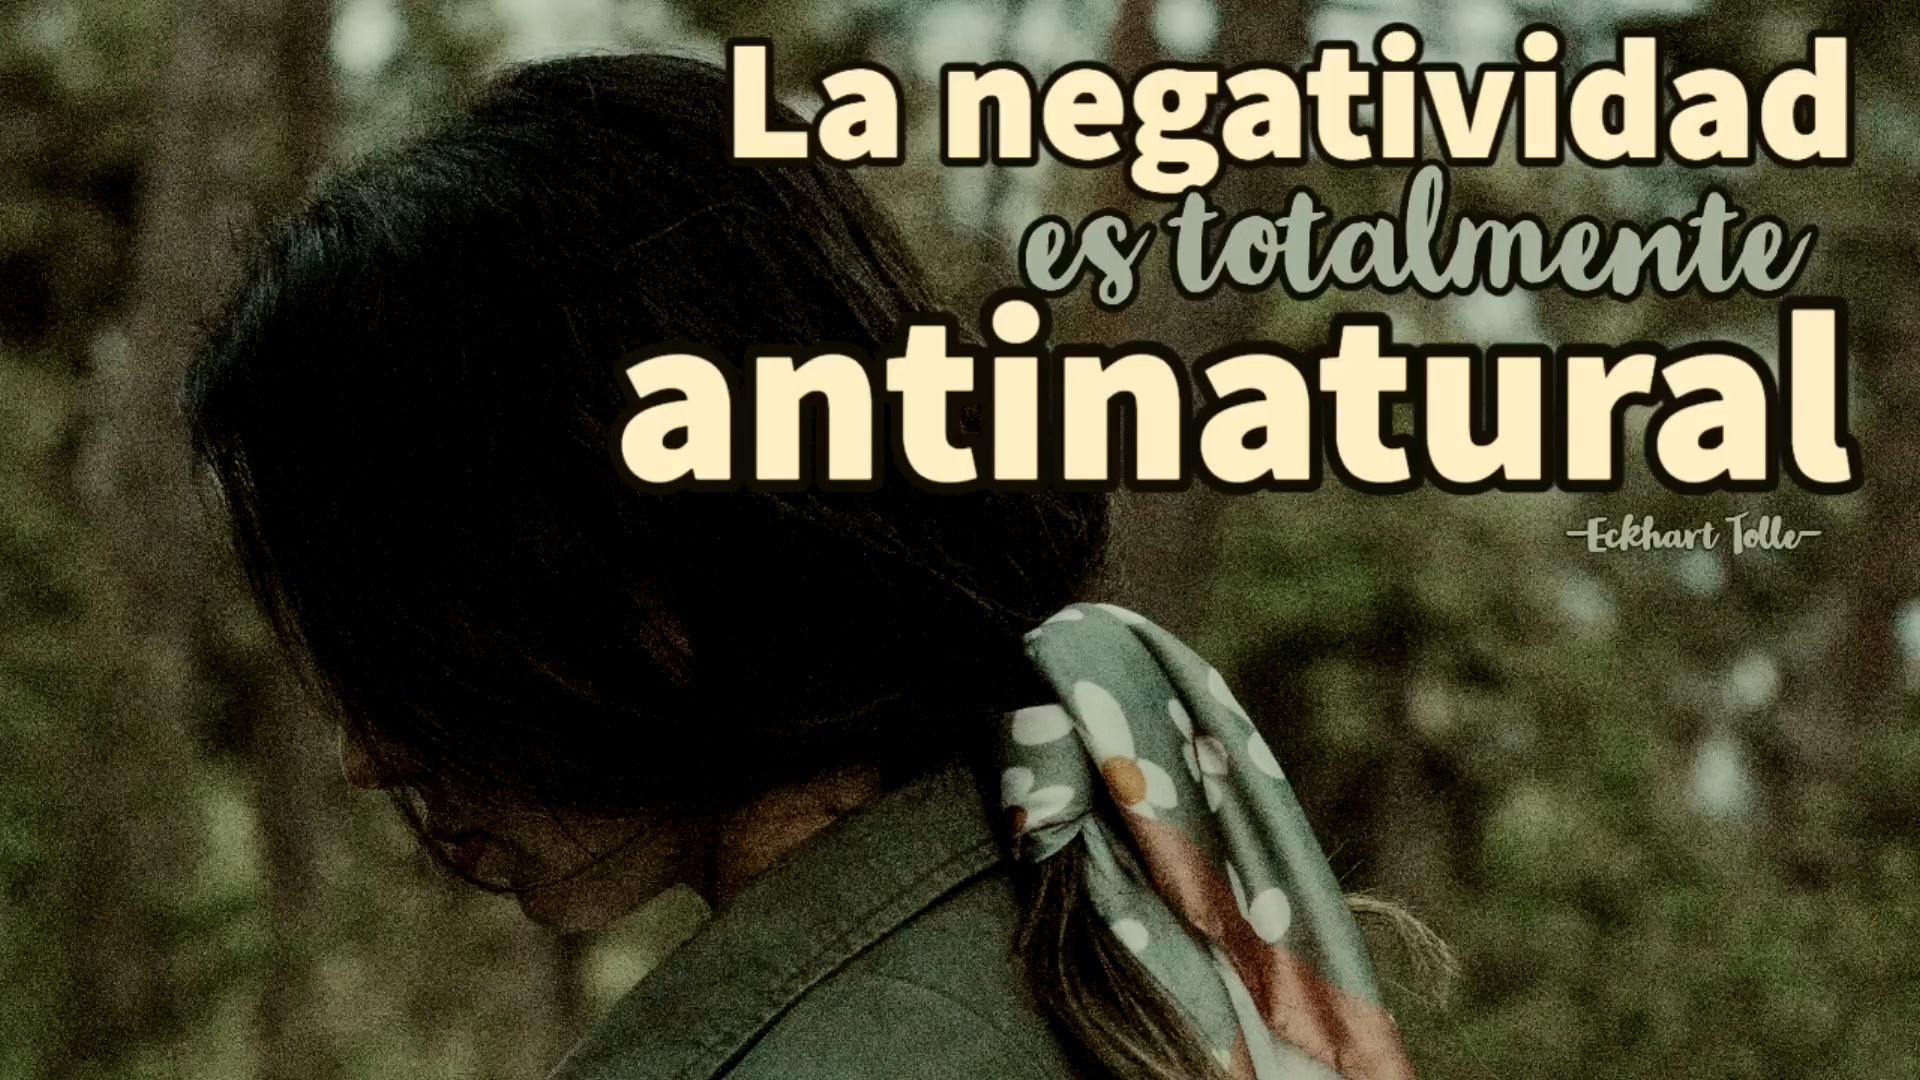 La negatividad
es totalmente
antinatural
-Eckhart Tolle-